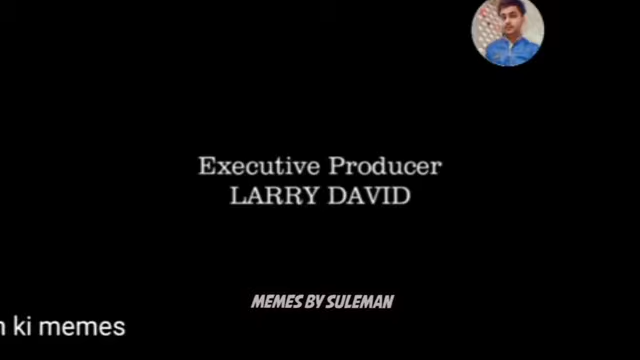 Executive Producer
LARRY DAVID
MEMES BY SULEMAN
ki memes